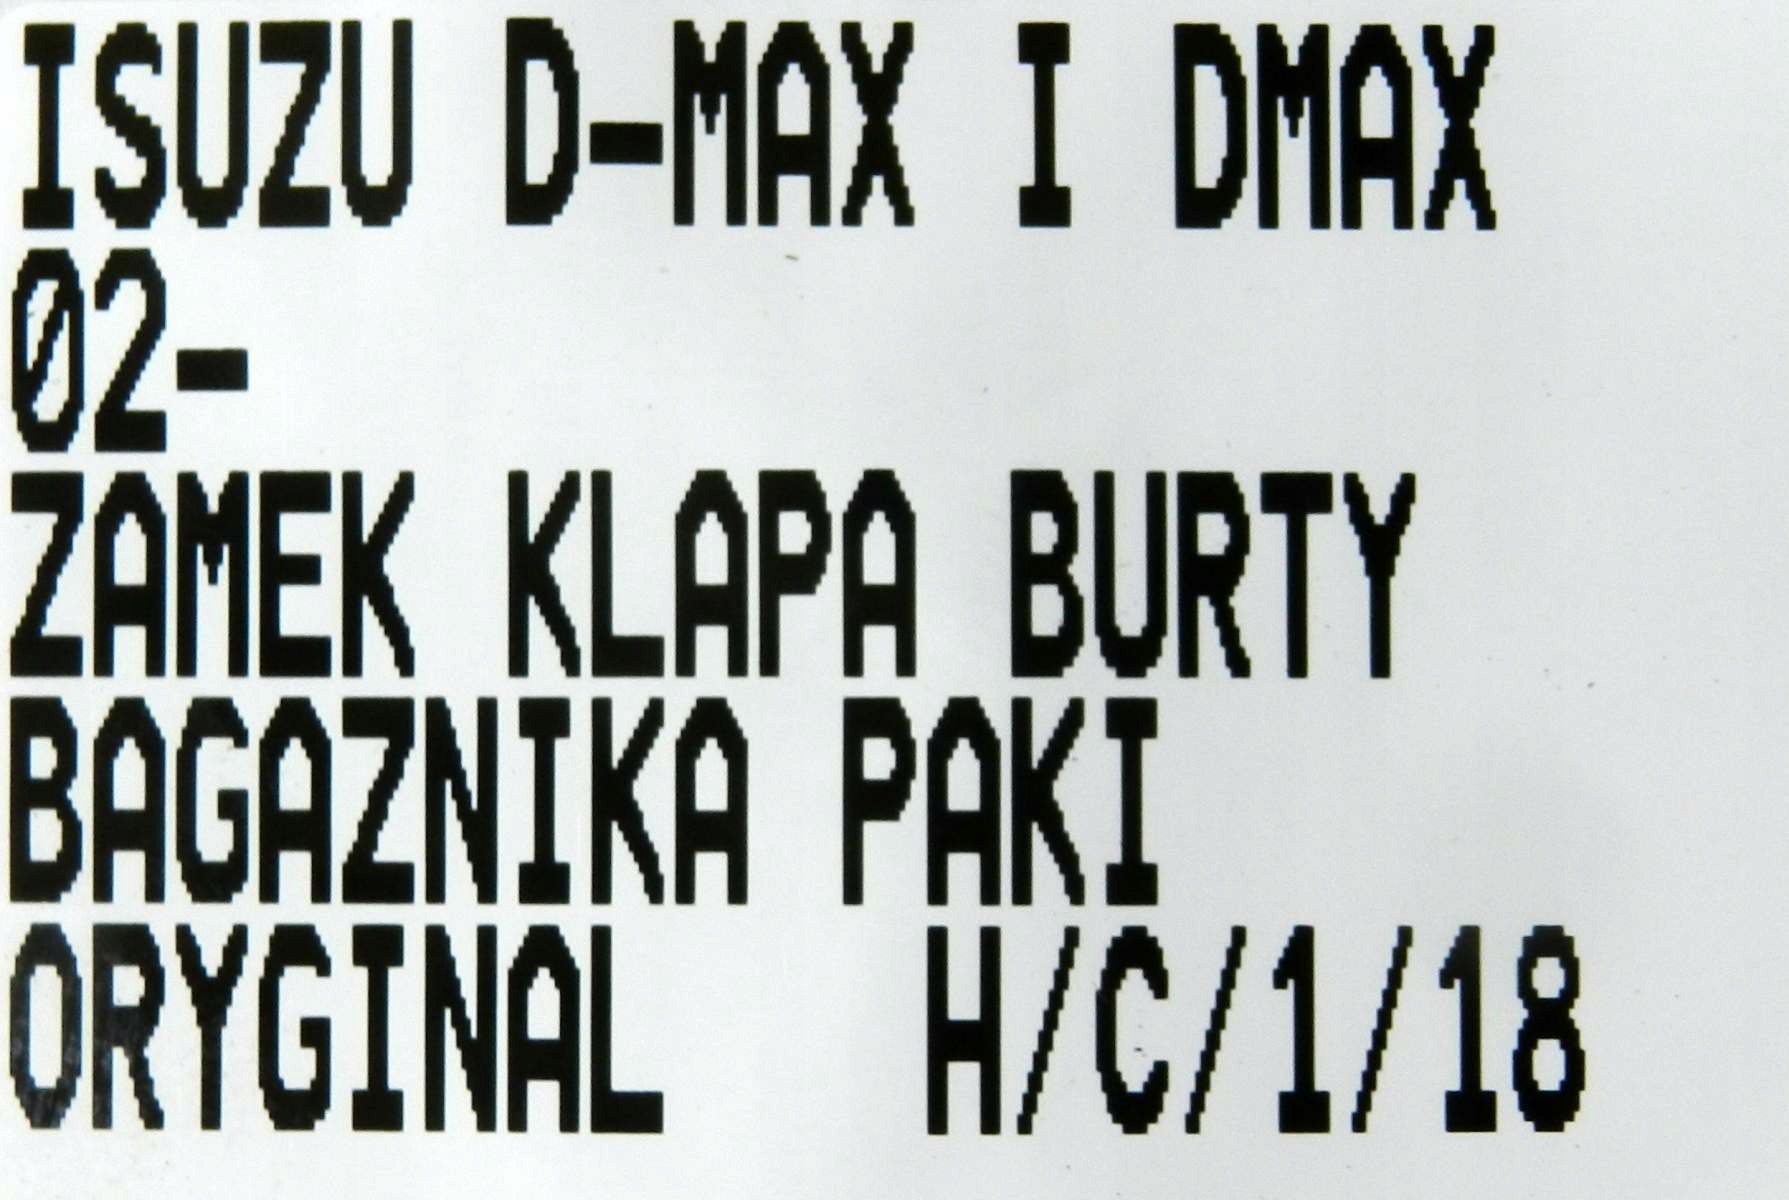 ISUZU D-MAX I DMAX
02-
ZAMEK KLAPA BURTY
BAGAZNIKA PAKI
ORYGINAL H/C/1/18